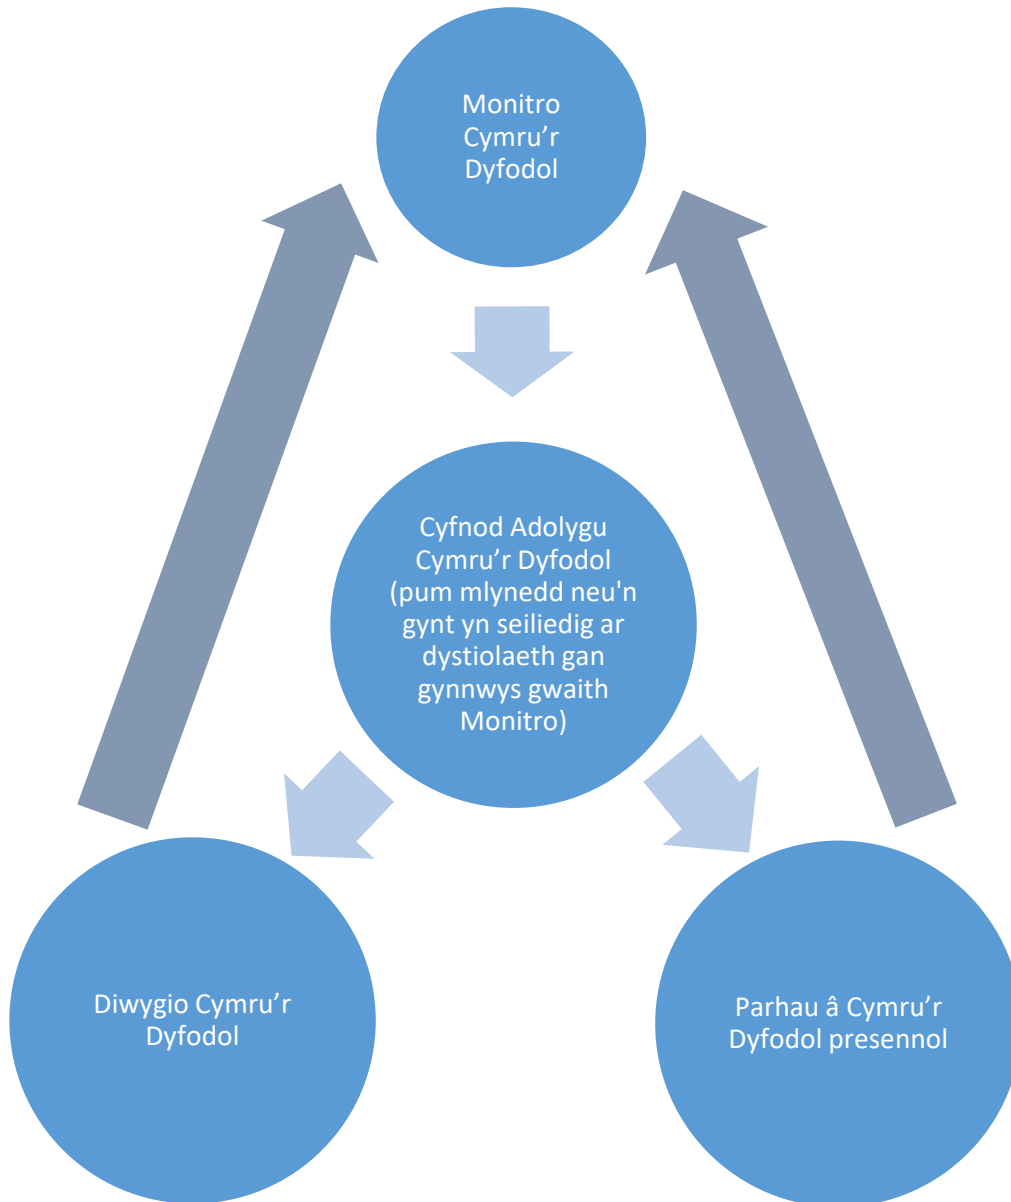 Monitro
Cymru’r
Dyfodol
Cyfnod Adolygu
Cymru’r Dyfodol
(pum mlynedd neu'n
gynt yn seiliedig ar
dystiolaeth gan
gynnwys gwaith
Monitro)
Diwygio Cymru’r
Dyfodol
Parhau â Cymru’r
Dyfodol presennol